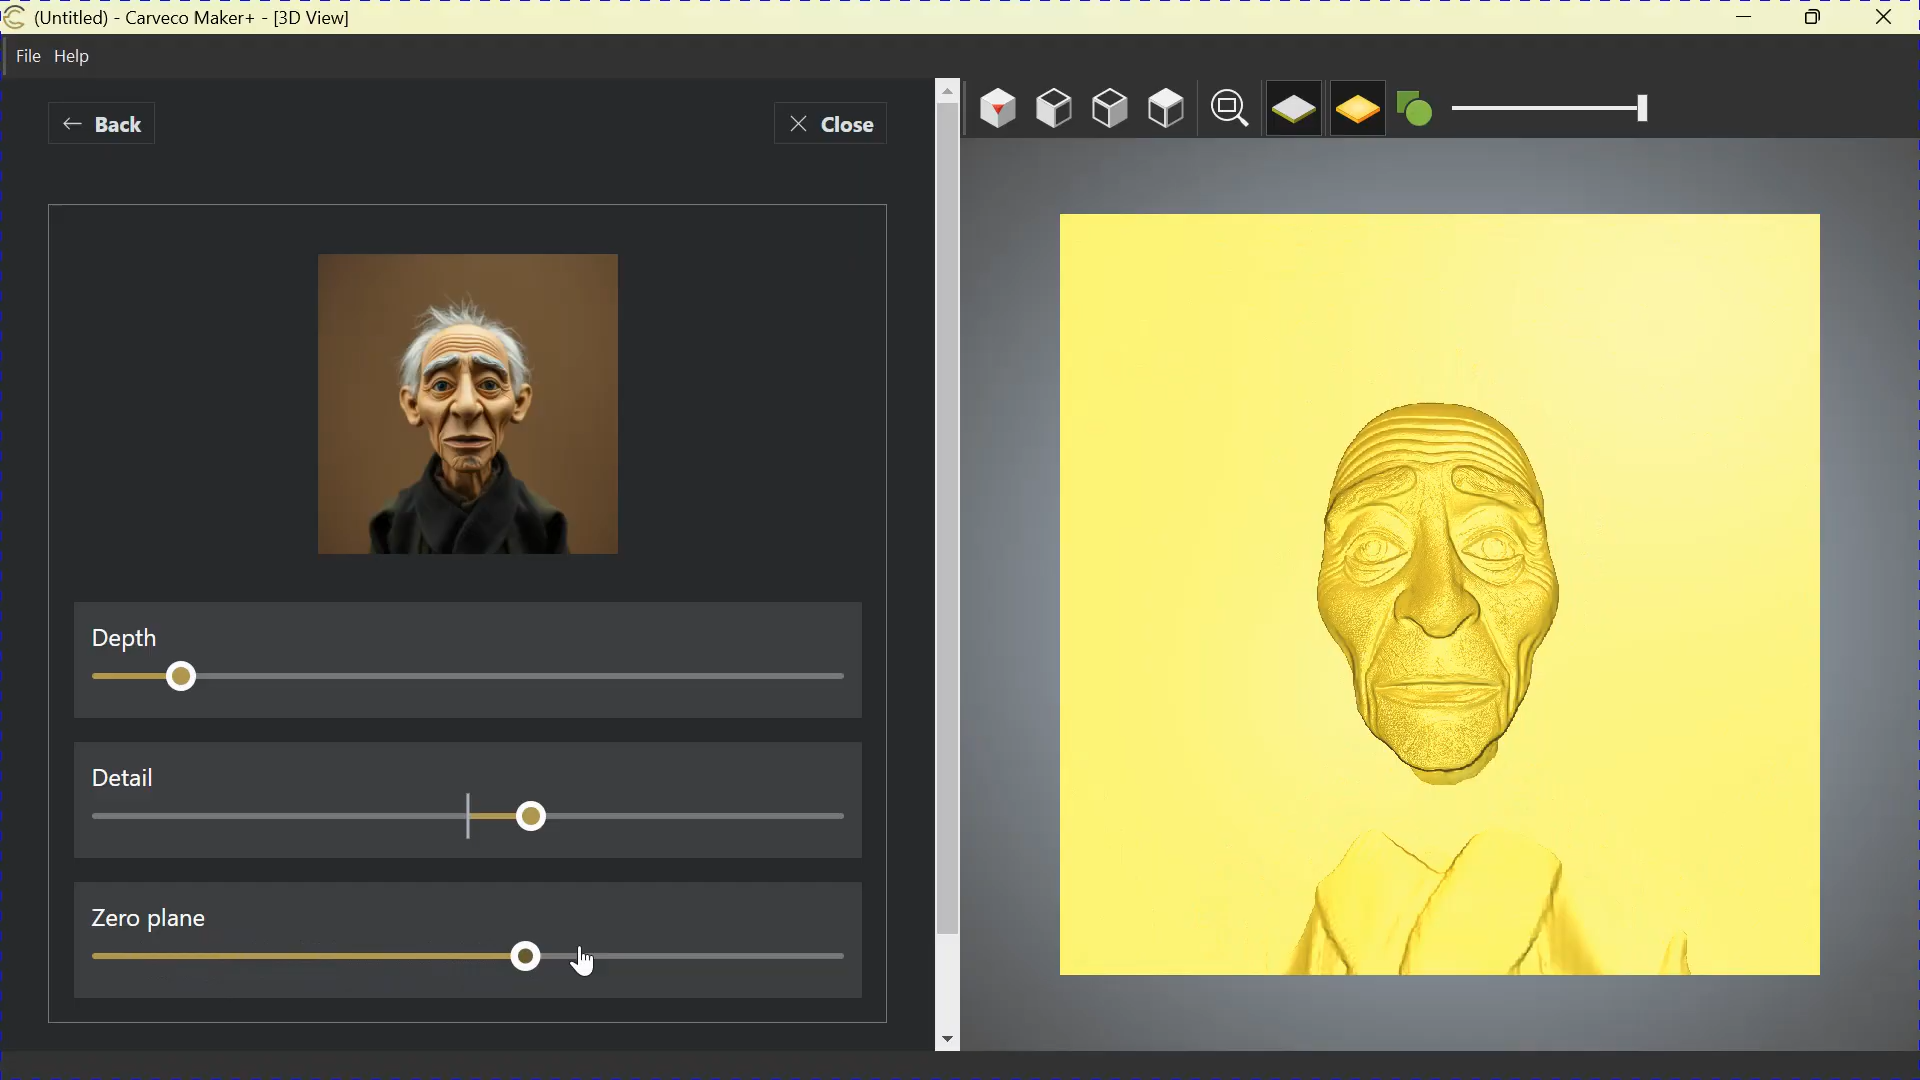 (Untitled) - Carveco Maker+ - [3D View]
File Help
Back
Close
Depth
Detail
Zero plane